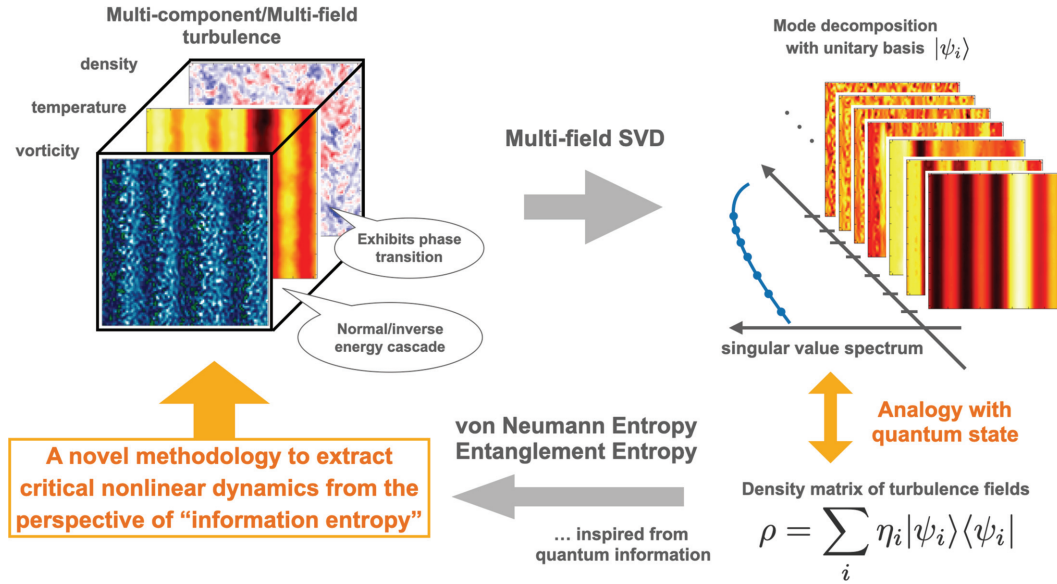 Multi-component/Multi-field
turbulence
density
temperature
vorticity
Exhibits phase
transition
Normal/inverse
energy cascade
Multi-field SVD
Mode decomposition
with unitary basis |ψ_i⟩
singular value spectrum
Analogy with
quantum state
Density matrix of turbulence fields
ρ = ∑_i η_i|ψ_i⟩⟨ψ_i|
von Neumann Entropy
Entanglement Entropy
... inspired from
quantum information
A novel methodology to extract
critical nonlinear dynamics from the
perspective of “information entropy”